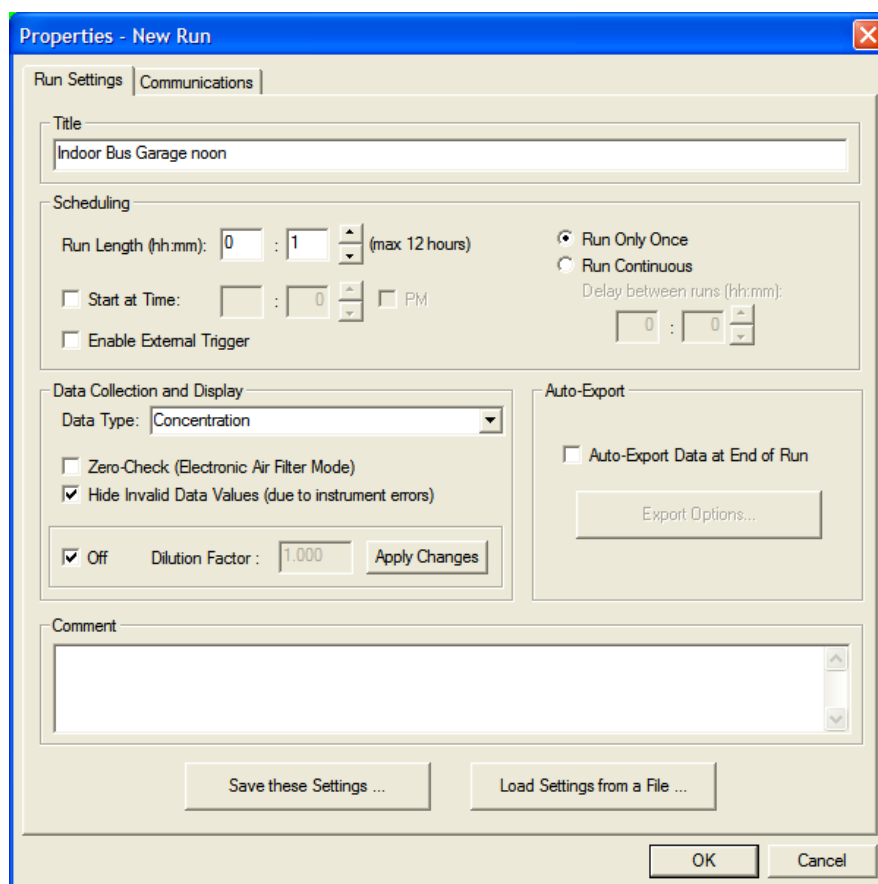 Properties - New Run
Run Settings Communications
Title
Indoor Bus Garage noon
Scheduling
Run Length (hh:mm): 0 : 1 (max 12 hours)
Run Only Once
Run Continuous
Start at Time: : 0 PM
Delay between runs (hh:mm):
0 : 0
Enable External Trigger
Data Collection and Display
Data Type: Concentration
Zero-Check (Electronic Air Filter Mode)
Hide Invalid Data Values (due to instrument errors)
Off Dilution Factor : 1.000 Apply Changes
Auto-Export
Auto-Export Data at End of Run
Export Options...
Comment
Save these Settings ... Load Settings from a File ...
OK Cancel